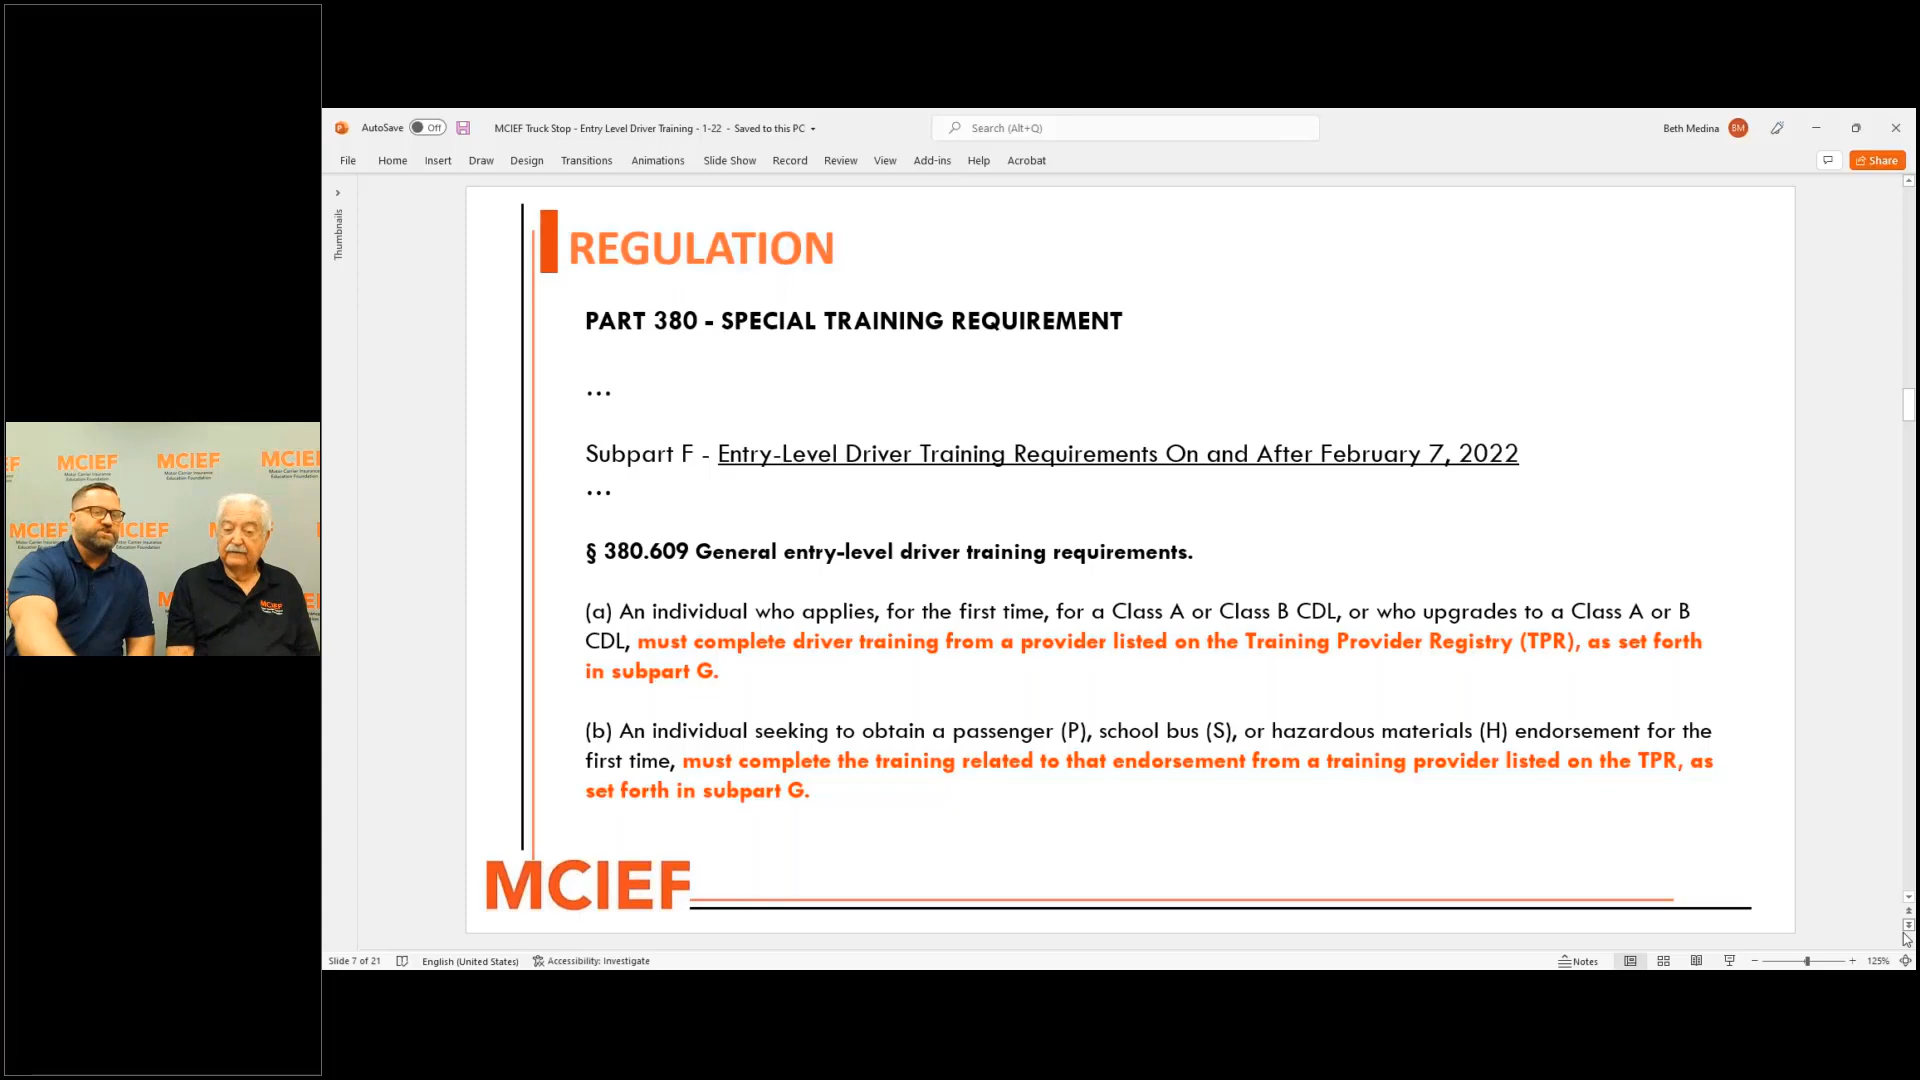 AutoSave Off
MCIEF Truck Stop - Entry Level Driver Training - 1-22 - Saved to this PC
Search (Alt+Q)
Beth Medina BM
File Home Insert Draw Design Transitions Animations Slide Show Record Review View Add-ins Help Acrobat
Share
Thumbnails
REGULATION
PART 380 - SPECIAL TRAINING REQUIREMENT
...
Subpart F - Entry-Level Driver Training Requirements On and After February 7, 2022
...
§ 380.609 General entry-level driver training requirements.
(a) An individual who applies, for the first time, for a Class A or Class B CDL, or who upgrades to a Class A or B
CDL, must complete driver training from a provider listed on the Training Provider Registry (TPR), as set forth
in subpart G.
(b) An individual seeking to obtain a passenger (P), school bus (S), or hazardous materials (H) endorsement for the
first time, must complete the training related to that endorsement from a training provider listed on the TPR, as
set forth in subpart G.
MCIEF
Slide 7 of 21 English (United States) Accessibility: Investigate
Notes 125%
MCIEF MCIEF MCIEF
Motor Carrier Insurance Education Foundation
MCIEF MCIEF
MCIEF